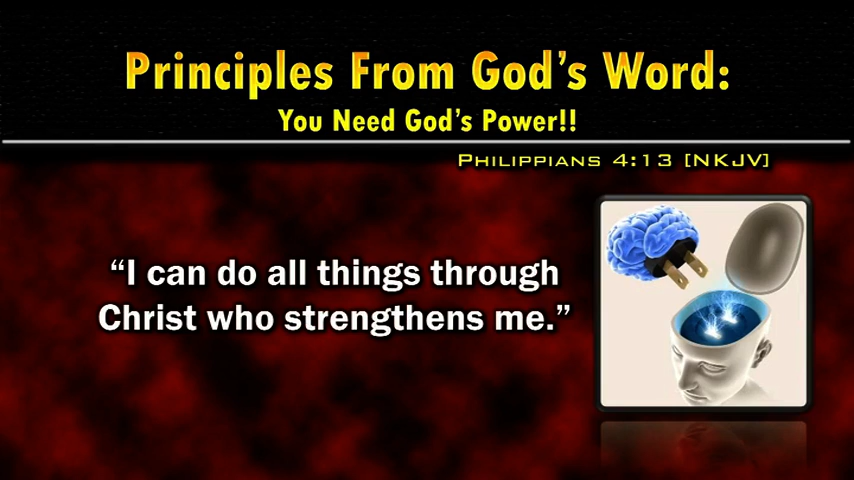 Principles From God's Word:
You Need God's Power!!
Philippians 4:13 [NKJV]
“I can do all things through
Christ who strengthens me.”